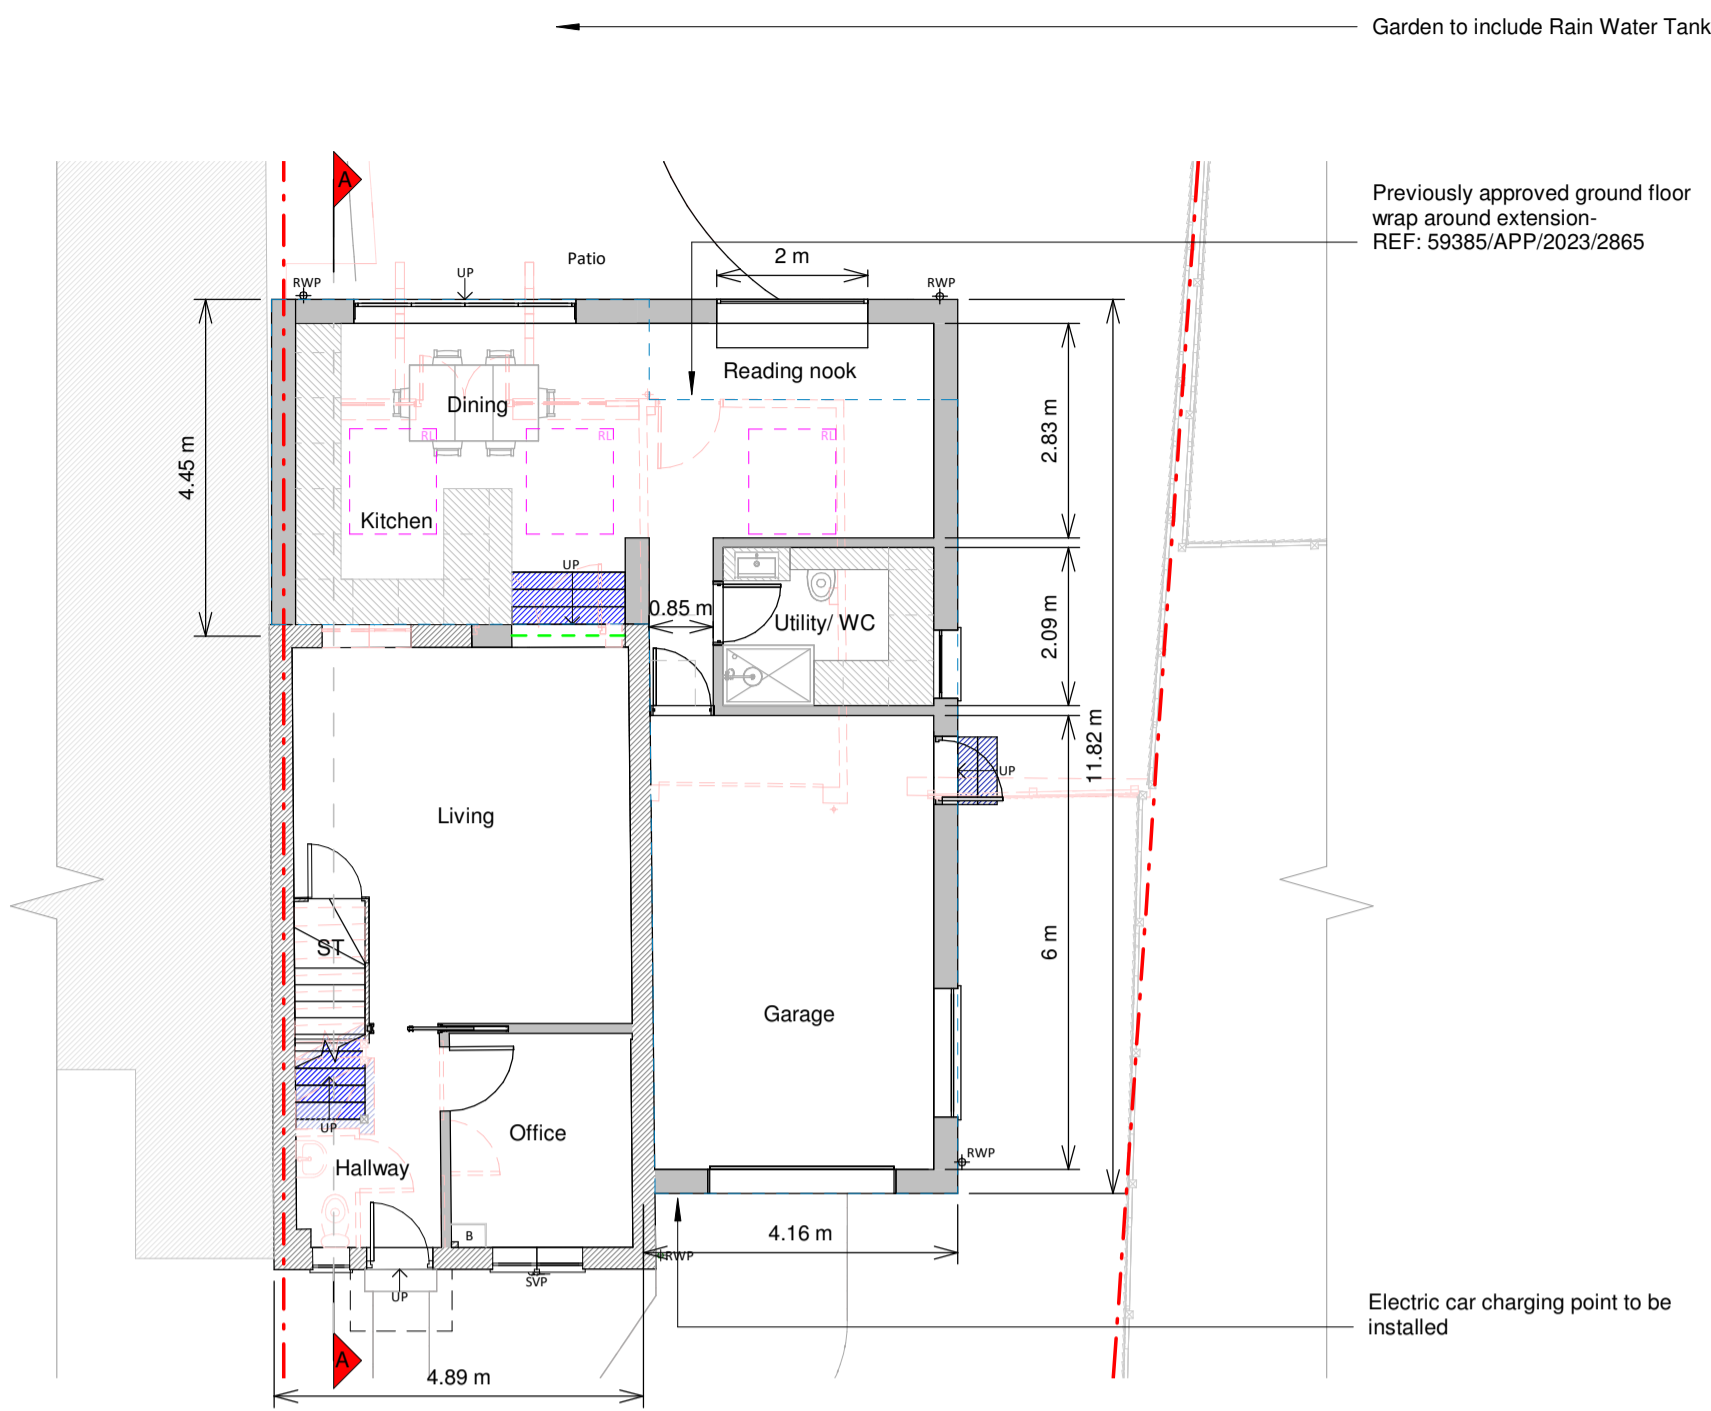 Garden to include Rain Water Tank
A
Previously approved ground floor
wrap around extension-
REF: 59385/APP/2023/2865
Patio
2 m
UP
RWP
RWP
Reading nook
Dining
RL
RL
RL
2.83 m
4.45 m
Kitchen
UP
0.85 m
Utility/ WC
2.09 m
11.82 m
UP
Living
ST
6 m
Garage
UP
Office
Hallway
RWP
B
4.16 m
RWP
SVP
UP
Electric car charging point to be
installed
A
4.89 m